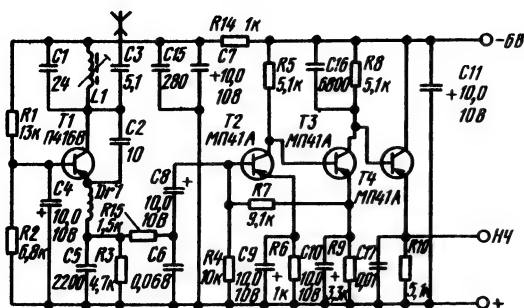 R14 1к
-6В
C1
24
L1
C3
5,1
C15
280
C7
+10,0
10В
R5
5,1к
C16
6800
R8
5,1к
C11
+10,0
10В
R1
13к
T1
П416В
C2
10
T2
МП41А
T3
МП41А
C4
+
10,0
10В
Др1
R15
1,5к
C8
+
10,0
10В
R7
9,1к
T4
МП41А
НЧ
R2
6,8к
C5
2200
R3
4,7к
C6
0,068
R4
10к
C9
10,0
10В
+
R6
1к
C10
10,0
10В
+
R9
3,3к
C17
0,01
R10
5,1к
+